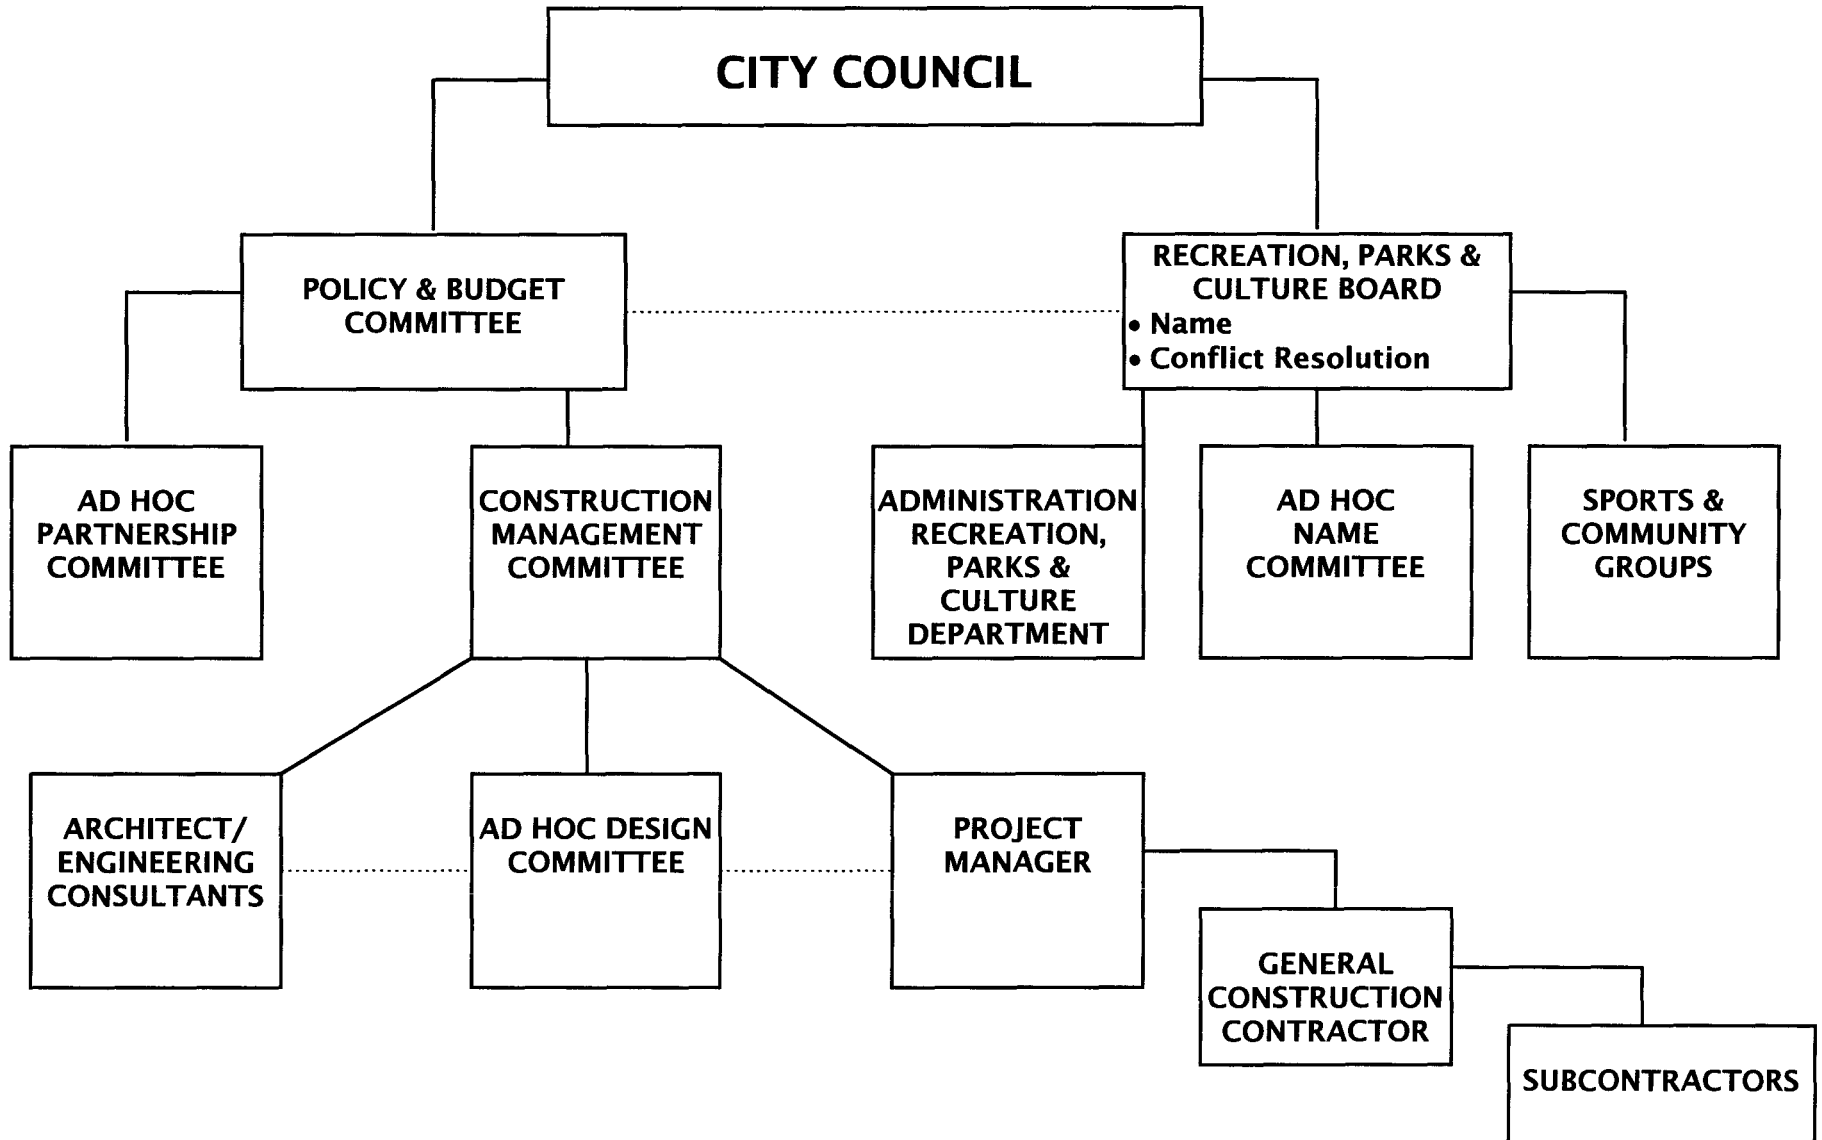 CITY COUNCIL
POLICY & BUDGET
COMMITTEE
RECREATION, PARKS &
CULTURE BOARD
• Name
• Conflict Resolution
AD HOC
PARTNERSHIP
COMMITTEE
CONSTRUCTION
MANAGEMENT
COMMITTEE
ADMINISTRATION
RECREATION,
PARKS &
CULTURE
DEPARTMENT
AD HOC
NAME
COMMITTEE
SPORTS &
COMMUNITY
GROUPS
ARCHITECT/
ENGINEERING
CONSULTANTS
AD HOC DESIGN
COMMITTEE
PROJECT
MANAGER
GENERAL
CONSTRUCTION
CONTRACTOR
SUBCONTRACTORS